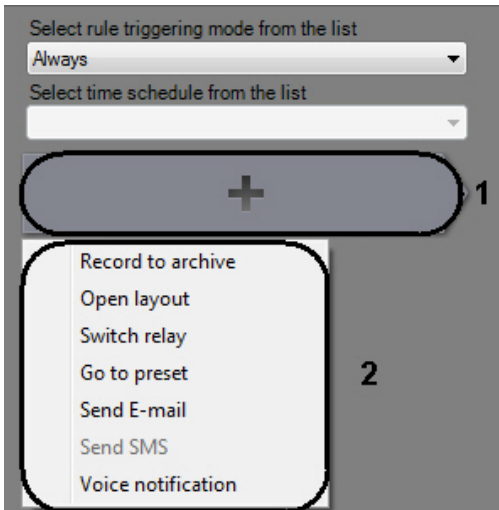 Select rule triggering mode from the list
Always
Select time schedule from the list
+ 1
Record to archive
Open layout
Switch relay
Go to preset
2
Send E-mail
Send SMS
Voice notification